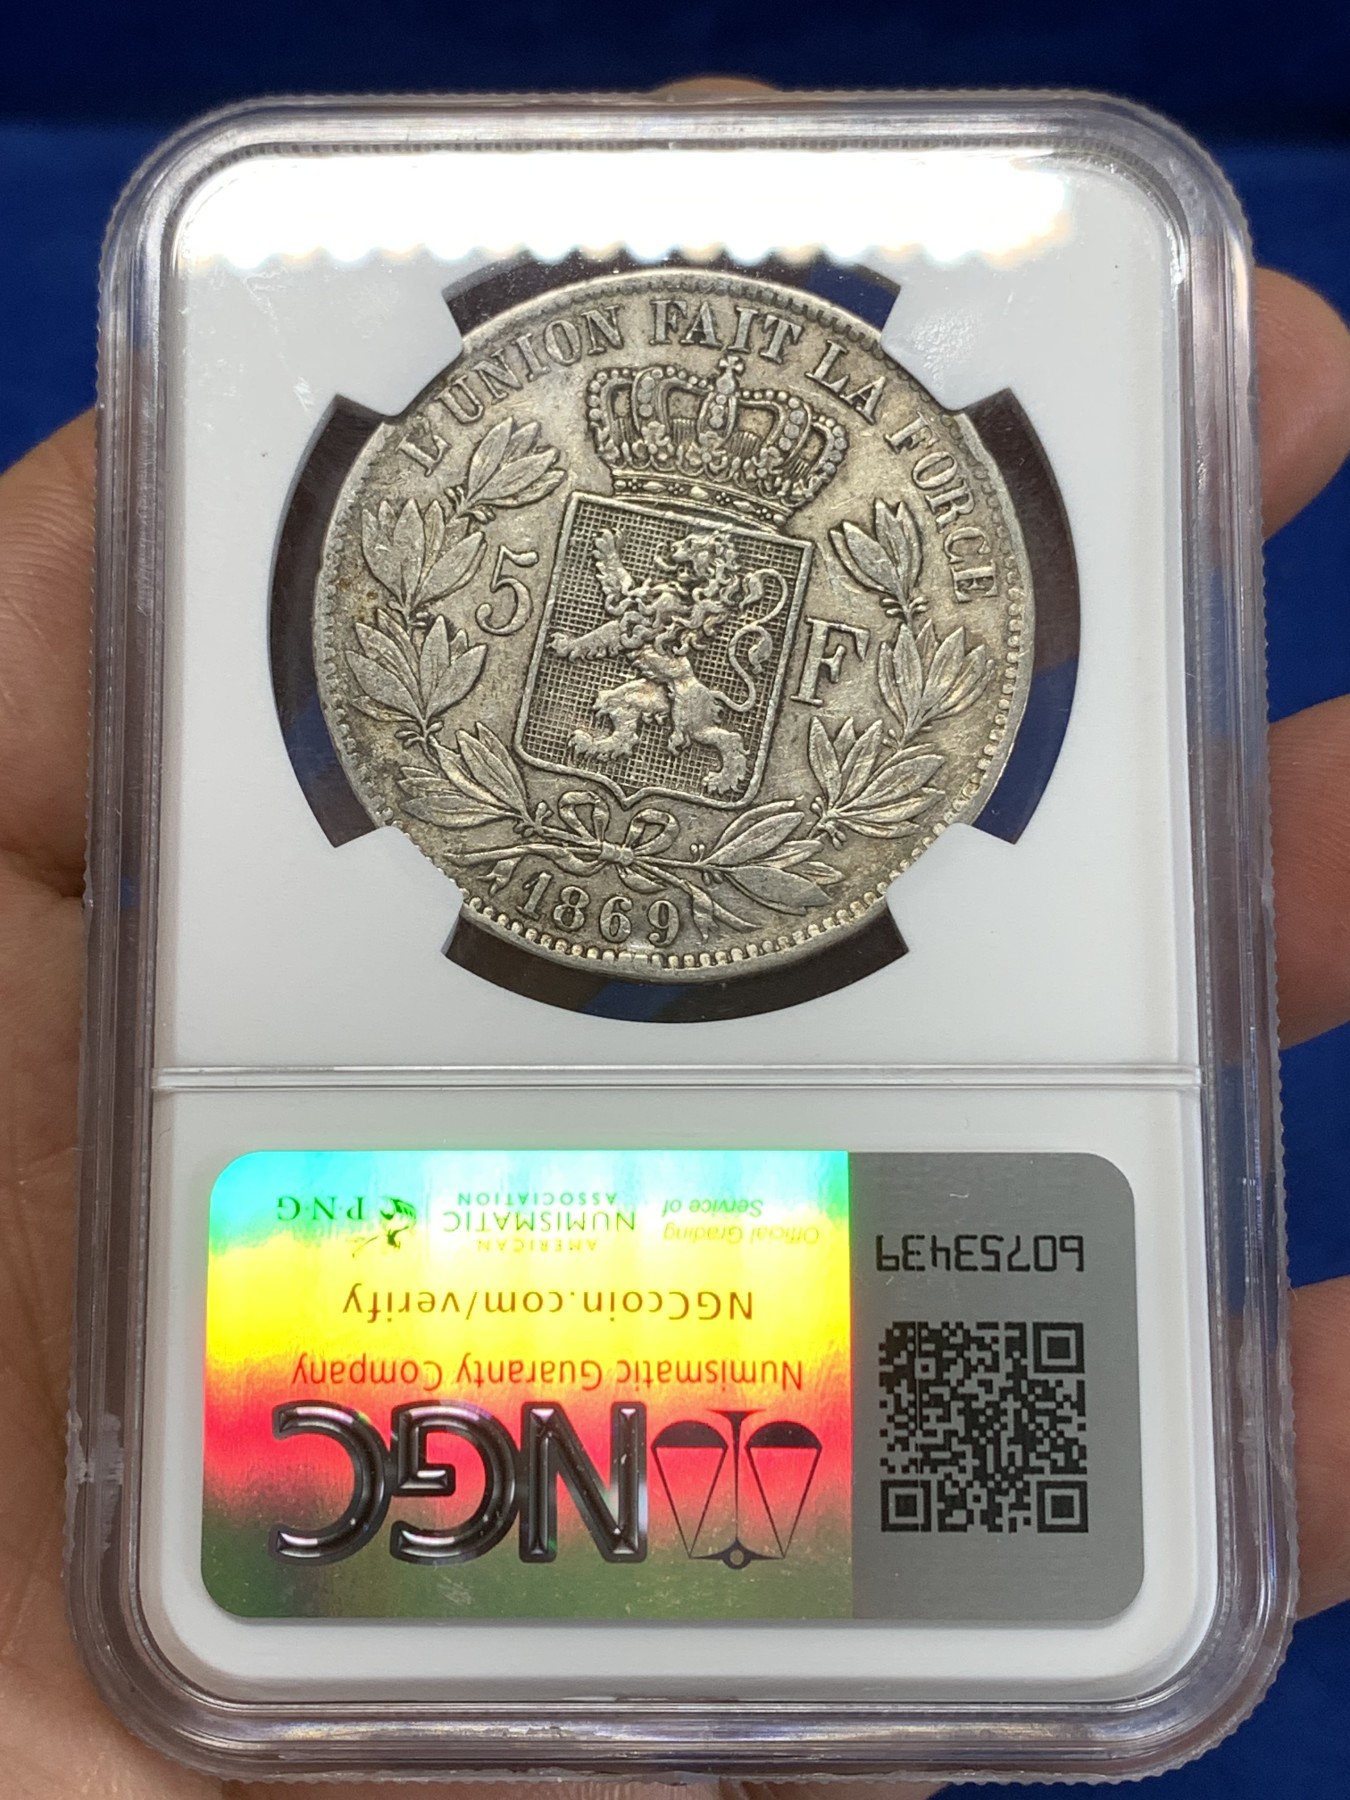 L'UNION FAIT LA FORCE
5 F
1869
60753439
NGC
Numismatic Guaranty Company
NGCcoin.com/verify
Official Grading
Service of
AMERICAN
NUMISMATIC
ASSOCIATION
P·N·G